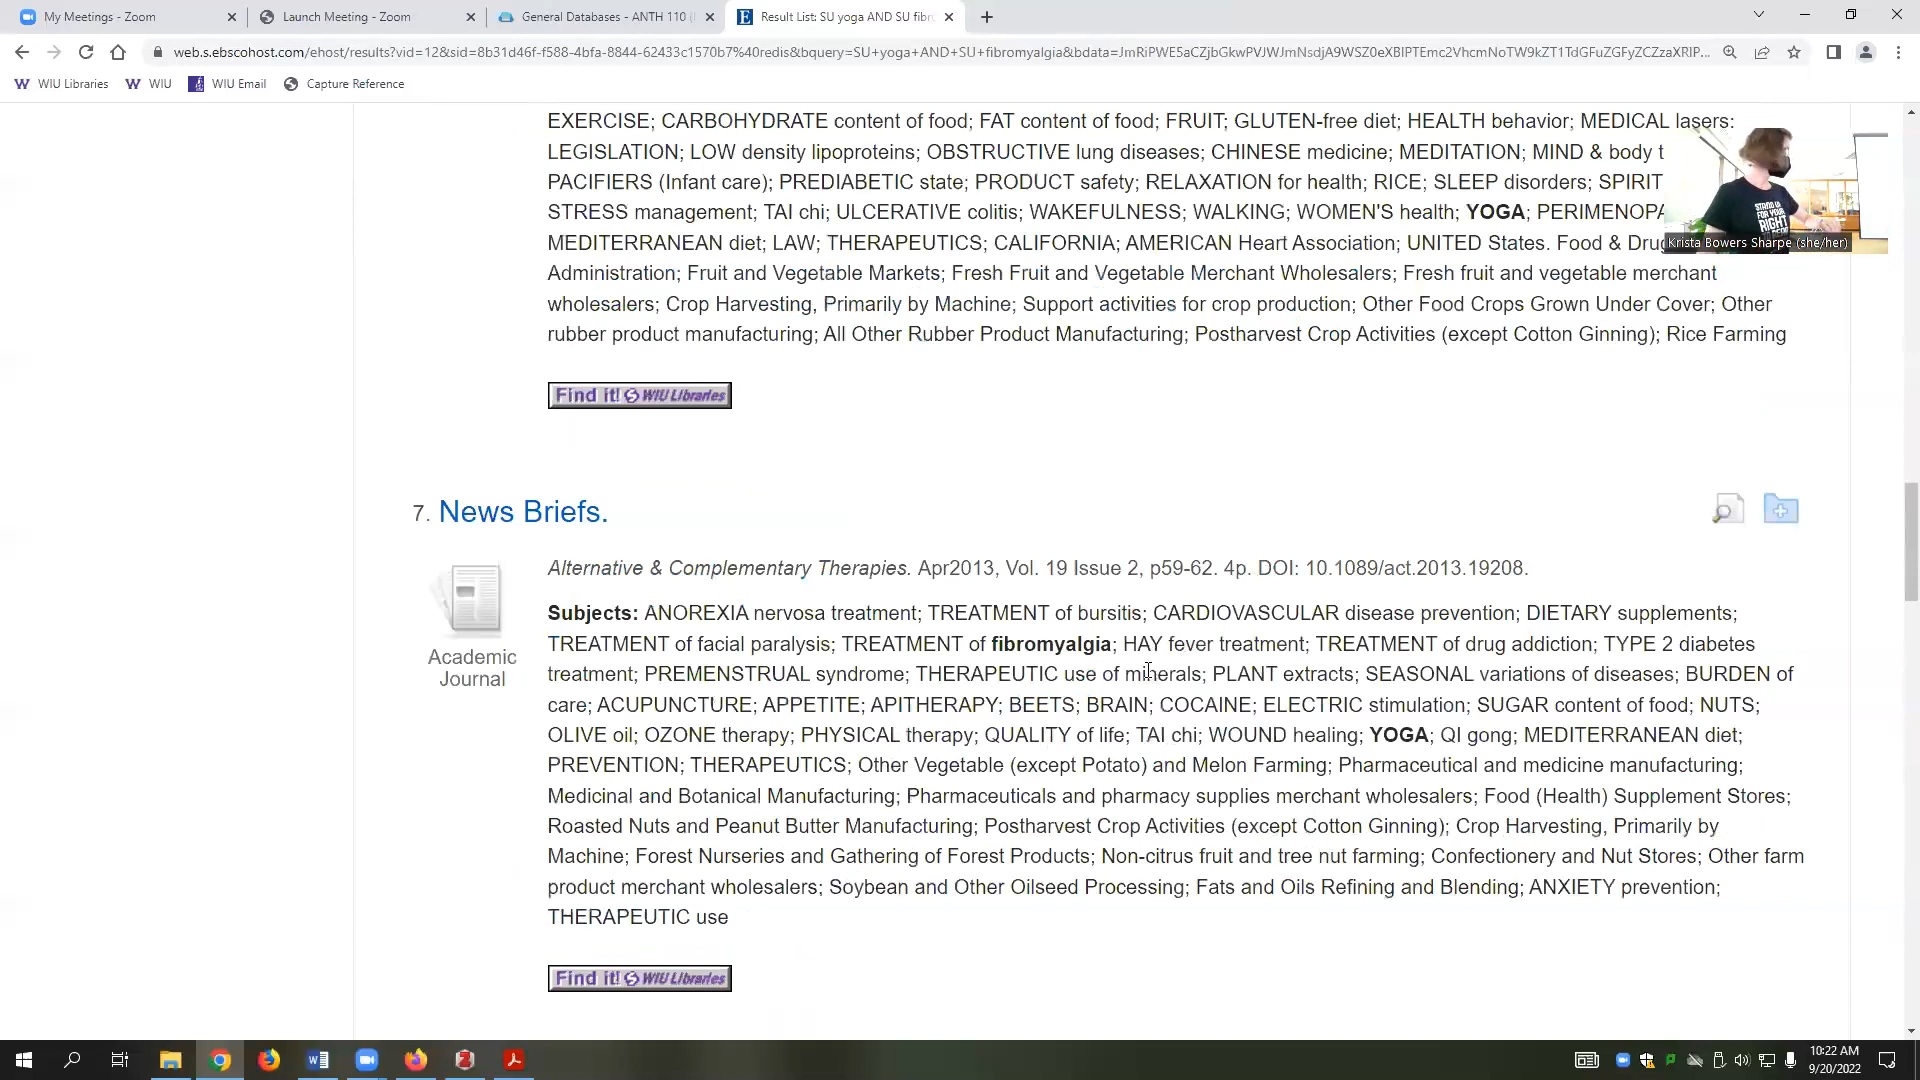 My Meetings - Zoom
Launch Meeting - Zoom
General Databases - ANTH 110 (
Result List: SU yoga AND SU fibr
web.s.ebscohost.com/ehost/results?vid=12&sid=8b31d46f-f588-4bfa-8844-62433c1570b7%40redis&bquery=SU+yoga+AND+SU+fibromyalgia&bdata=JmRiPWE5aCZjbGkwPVJWJmNsdjA9WSZ0eXBlPTEmc2VhcmNoTW9kZT1TdGFuZGFyZCZzaXRlP...
WIU Libraries
WIU
WIU Email
Capture Reference
EXERCISE; CARBOHYDRATE content of food; FAT content of food; FRUIT; GLUTEN-free diet; HEALTH behavior; MEDICAL lasers:
LEGISLATION; LOW density lipoproteins; OBSTRUCTIVE lung diseases; CHINESE medicine; MEDITATION; MIND & body t
PACIFIERS (Infant care); PREDIABETIC state; PRODUCT safety; RELAXATION for health; RICE; SLEEP disorders; SPIRIT
STRESS management; TAI chi; ULCERATIVE colitis; WAKEFULNESS; WALKING; WOMEN'S health; YOGA; PERIMENOPA
MEDITERRANEAN diet; LAW; THERAPEUTICS; CALIFORNIA; AMERICAN Heart Association; UNITED States. Food & Drug
Administration; Fruit and Vegetable Markets; Fresh Fruit and Vegetable Merchant Wholesalers; Fresh fruit and vegetable merchant
wholesalers; Crop Harvesting, Primarily by Machine; Support activities for crop production; Other Food Crops Grown Under Cover; Other
rubber product manufacturing; All Other Rubber Product Manufacturing; Postharvest Crop Activities (except Cotton Ginning); Rice Farming
STAND UP
FOR YOUR
RIGHT
Krista Bowers Sharpe (she/her)
Find it! WIU Libraries
7. News Briefs.
Academic
Journal
Alternative & Complementary Therapies. Apr2013, Vol. 19 Issue 2, p59-62. 4p. DOI: 10.1089/act.2013.19208.
Subjects: ANOREXIA nervosa treatment; TREATMENT of bursitis; CARDIOVASCULAR disease prevention; DIETARY supplements;
TREATMENT of facial paralysis; TREATMENT of fibromyalgia; HAY fever treatment; TREATMENT of drug addiction; TYPE 2 diabetes
treatment; PREMENSTRUAL syndrome; THERAPEUTIC use of minerals; PLANT extracts; SEASONAL variations of diseases; BURDEN of
care; ACUPUNCTURE; APPETITE; APITHERAPY; BEETS; BRAIN; COCAINE; ELECTRIC stimulation; SUGAR content of food; NUTS;
OLIVE oil; OZONE therapy; PHYSICAL therapy; QUALITY of life; TAI chi; WOUND healing; YOGA; QI gong; MEDITERRANEAN diet;
PREVENTION; THERAPEUTICS; Other Vegetable (except Potato) and Melon Farming; Pharmaceutical and medicine manufacturing;
Medicinal and Botanical Manufacturing; Pharmaceuticals and pharmacy supplies merchant wholesalers; Food (Health) Supplement Stores;
Roasted Nuts and Peanut Butter Manufacturing; Postharvest Crop Activities (except Cotton Ginning); Crop Harvesting, Primarily by
Machine; Forest Nurseries and Gathering of Forest Products; Non-citrus fruit and tree nut farming; Confectionery and Nut Stores; Other farm
product merchant wholesalers; Soybean and Other Oilseed Processing; Fats and Oils Refining and Blending; ANXIETY prevention;
THERAPEUTIC use
Find it! WIU Libraries
10:22 AM
9/20/2022